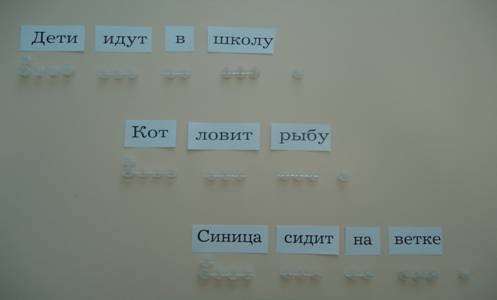 Дети идут в школу
Кот ловит рыбу
Синица сидит на ветке